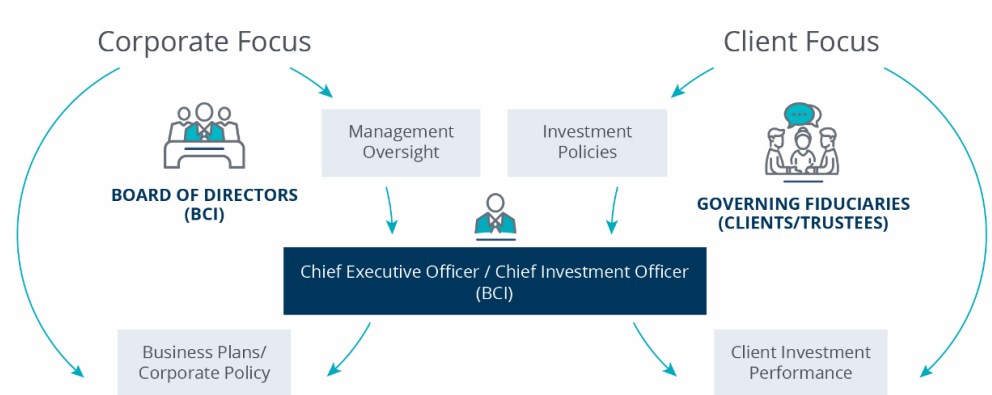 Corporate Focus
Client Focus
Management
Oversight
Investment
Policies
BOARD OF DIRECTORS
(BCI)
GOVERNING FIDUCIARIES
(CLIENTS/TRUSTEES)
Chief Executive Officer / Chief Investment Officer
(BCI)
Business Plans/
Corporate Policy
Client Investment
Performance